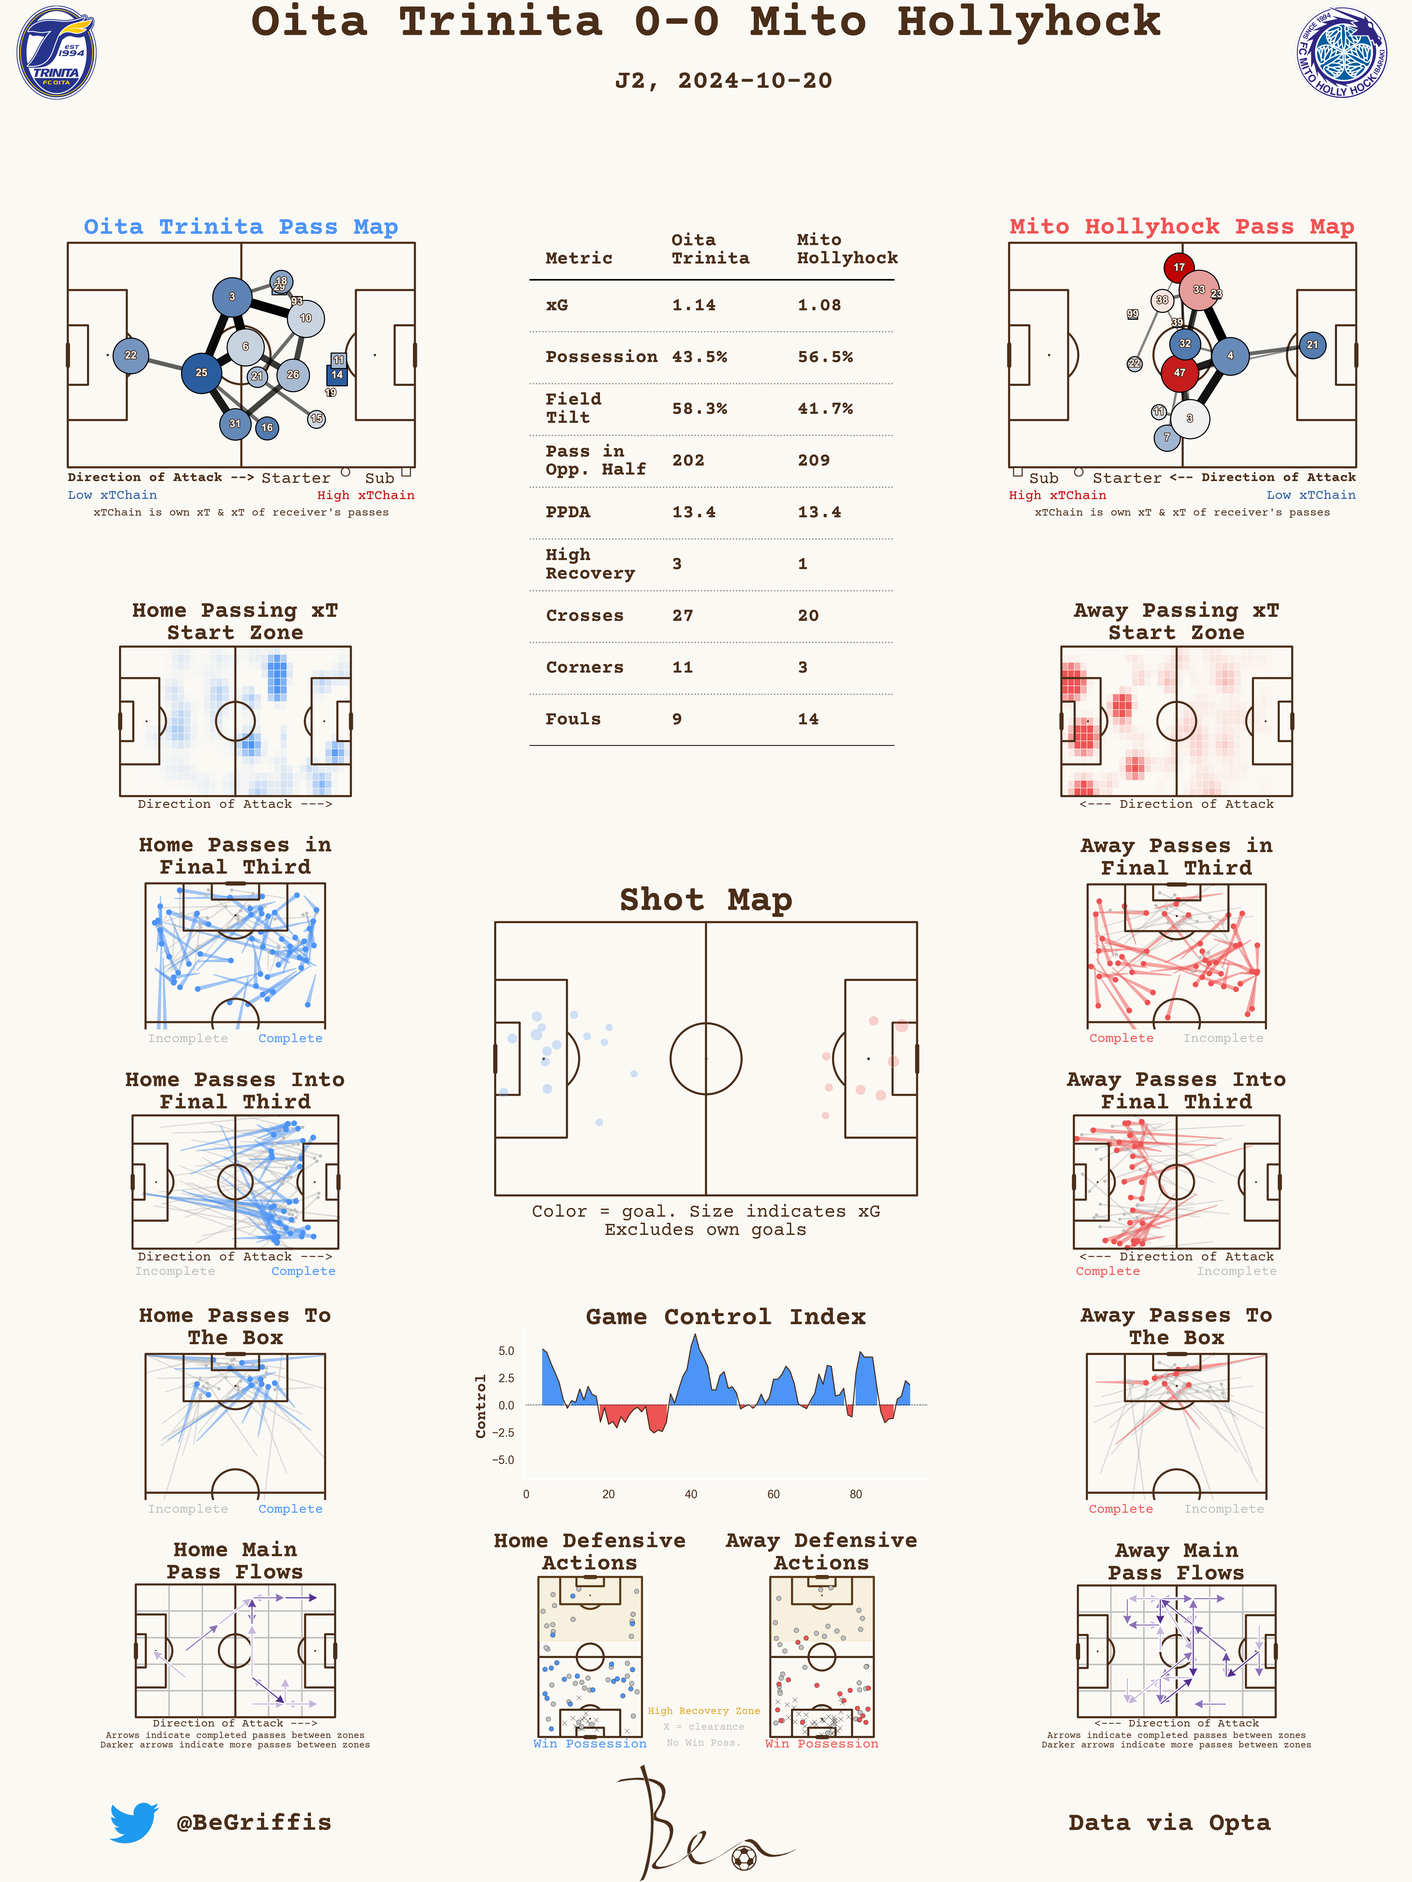 Oita Trinita 0-0 Mito Hollyhock
J2, 2024-10-20
EST
1994
TRINITA
FC OITA
SINCE 1994
FC MITO HOLLY HOCK
IBARAKI
Oita Trinita Pass Map
3
18
29
93
10
6
22
25
21
26
11
14
19
15
31
16
Direction of Attack --> Starter Sub
Low xTChain High xTChain
xTChain is own xT & xT of receiver's passes
Metric Oita Trinita Mito Hollyhock
xG 1.14 1.08
Possession 43.5% 56.5%
Field Tilt 58.3% 41.7%
Pass in Opp. Half 202 209
PPDA 13.4 13.4
High Recovery 3 1
Crosses 27 20
Corners 11 3
Fouls 9 14
Mito Hollyhock Pass Map
17
33
23
38
99
39
32
4
21
22
47
11
3
7
Sub Starter <-- Direction of Attack
High xTChain Low xTChain
xTChain is own xT & xT of receiver's passes
Home Passing xT
Start Zone
Direction of Attack --->
Away Passing xT
Start Zone
<--- Direction of Attack
Home Passes in
Final Third
Incomplete Complete
Away Passes in
Final Third
Complete Incomplete
Shot Map
Color = goal. Size indicates xG
Excludes own goals
Home Passes Into
Final Third
Direction of Attack --->
Incomplete Complete
Away Passes Into
Final Third
<--- Direction of Attack
Complete Incomplete
Home Passes To
The Box
Incomplete Complete
Game Control Index
Control
5.0
2.5
0.0
−2.5
−5.0
0 20 40 60 80
Away Passes To
The Box
Complete Incomplete
Home Main
Pass Flows
Direction of Attack --->
Arrows indicate completed passes between zones
Darker arrows indicate more passes between zones
Home Defensive
Actions
Win Possession
Away Defensive
Actions
Win Possession
High Recovery Zone
X = clearance
No Win Poss.
Away Main
Pass Flows
<--- Direction of Attack
Arrows indicate completed passes between zones
Darker arrows indicate more passes between zones
@BeGriffis
Ben
Data via Opta